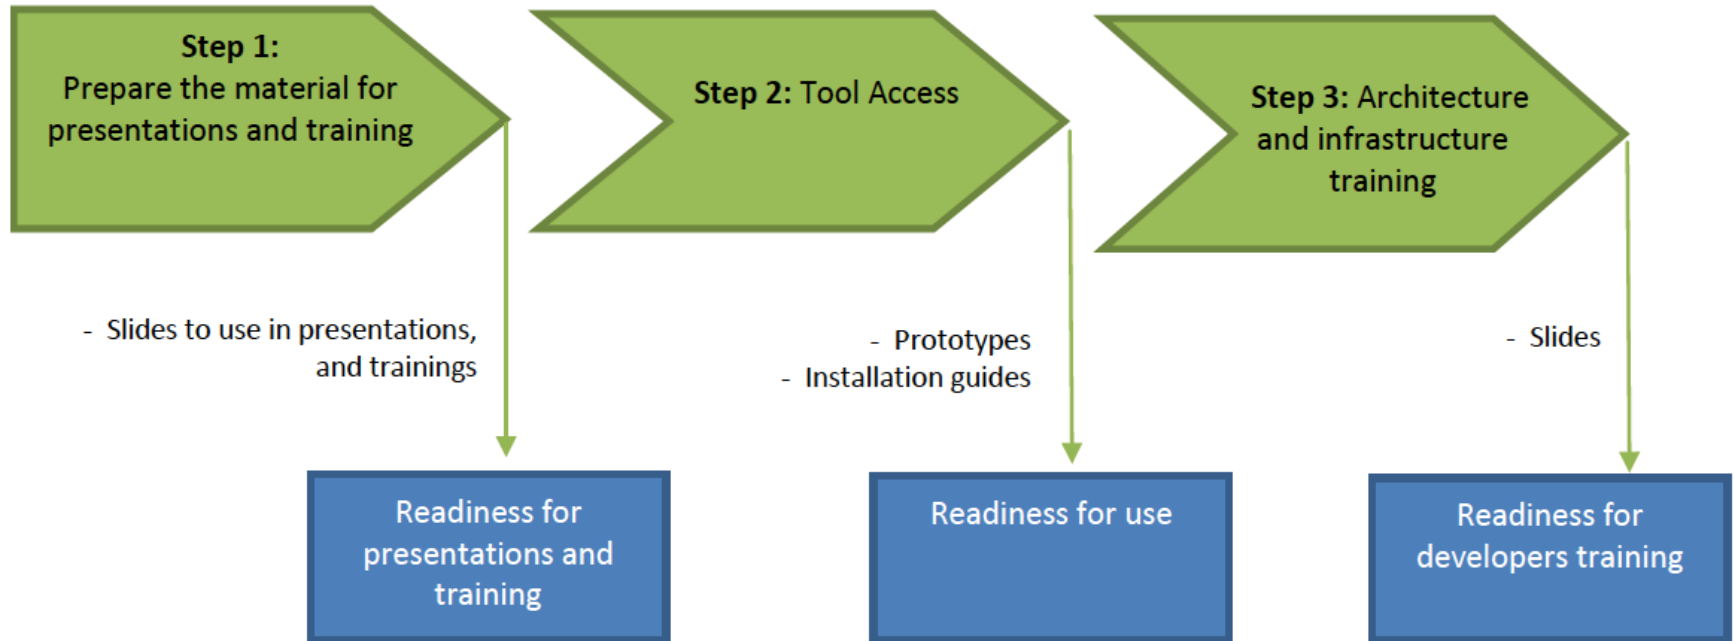 Step 1:
Prepare the material for
presentations and training
Step 2: Tool Access
Step 3: Architecture
and infrastructure
training
- Slides to use in presentations,
and trainings
- Prototypes
- Installation guides
- Slides
Readiness for
presentations and
training
Readiness for use
Readiness for
developers training